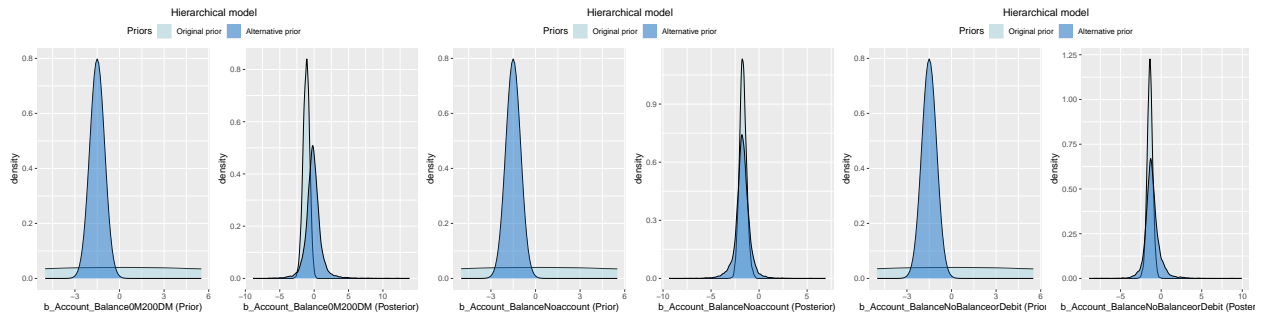 Hierarchical model
Priors Original prior Alternative prior
0.8
0.6
0.4
0.2
0.0
density
−3 0 3 6
b_Account_Balance0M200DM (Prior)
0.8
0.6
0.4
0.2
0.0
density
−10 −5 0 5 10
b_Account_Balance0M200DM (Posterior)
Hierarchical model
Priors Original prior Alternative prior
0.8
0.6
0.4
0.2
0.0
density
−3 0 3 6
b_Account_BalanceNoaccount (Prior)
0.9
0.6
0.3
0.0
density
−10 −5 0 5
b_Account_BalanceNoaccount (Posterior)
Hierarchical model
Priors Original prior Alternative prior
0.8
0.6
0.4
0.2
0.0
density
−3 0 3 6
b_Account_BalanceNoBalanceorDebit (Prior)
1.25
1.00
0.75
0.50
0.25
0.00
density
−5 0 5 10
b_Account_BalanceNoBalanceorDebit (Poster